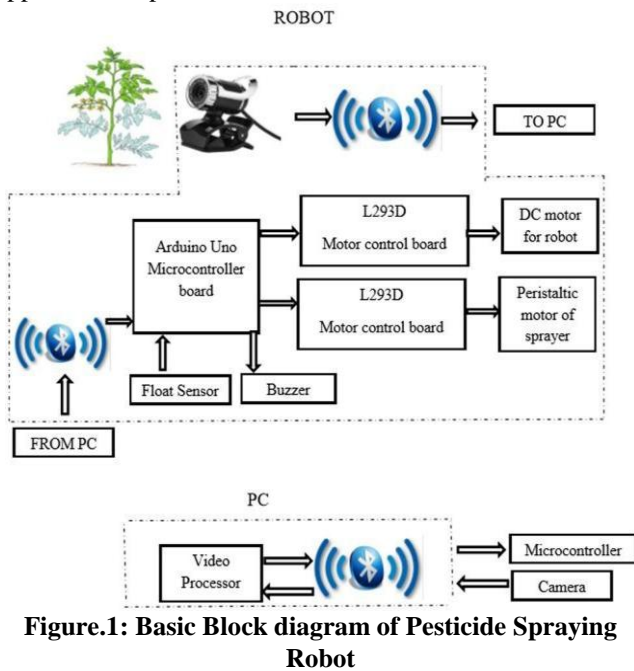 ROBOT
TO PC
L293D
Motor control board
DC motor
for robot
Arduino Uno
Microcontroller
board
L293D
Motor control board
Peristaltic
motor of
sprayer
Float Sensor
Buzzer
FROM PC
PC
Video
Processor
Microcontroller
Camera
Figure.1: Basic Block diagram of Pesticide Spraying
Robot